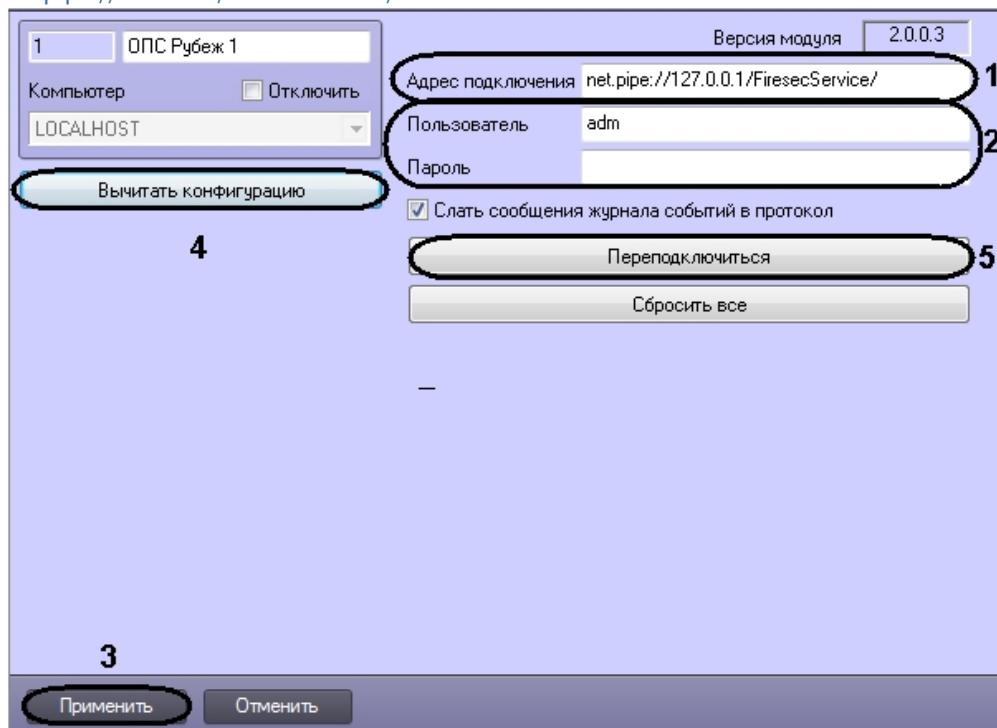 1 ОПС Рубеж 1
Компьютер Отключить
LOCALHOST
Вычитать конфигурацию
4
Версия модуля 2.0.0.3
Адрес подключения net.pipe://127.0.0.1/FiresecService/ 1
Пользователь adm
2
Пароль
Слать сообщения журнала событий в протокол
Переподключиться 5
Сбросить все
3
Применить Отменить